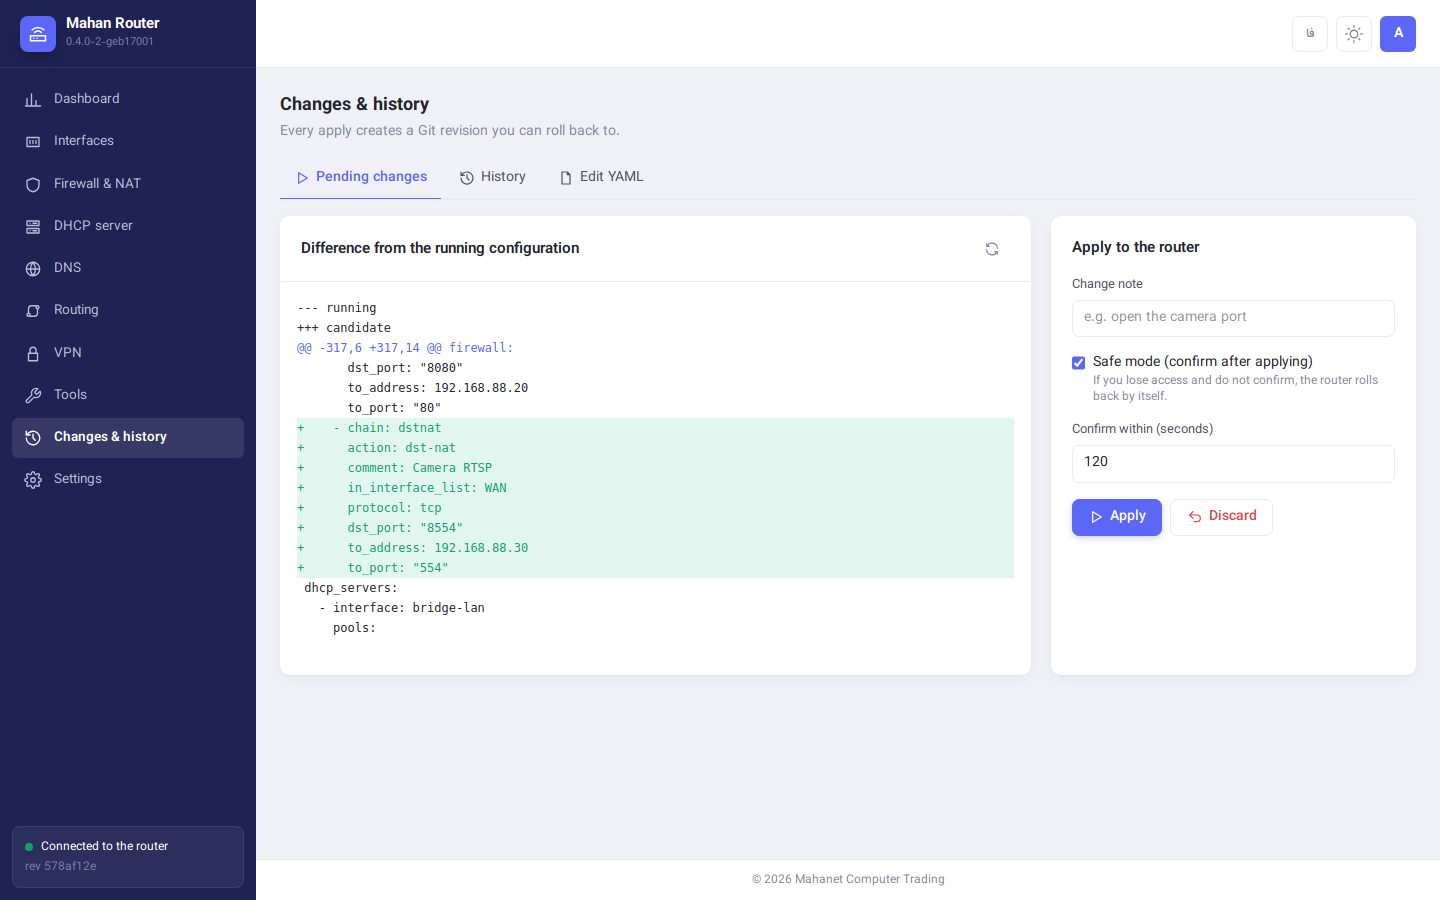 Mahan Router
0.4.0-2-geb17001
فا
A
Dashboard
Interfaces
Firewall & NAT
DHCP server
DNS
Routing
VPN
Tools
Changes & history
Settings
Connected to the router
rev 578af12e
Changes & history
Every apply creates a Git revision you can roll back to.
Pending changes
History
Edit YAML
Difference from the running configuration
--- running
+++ candidate
@@ -317,6 +317,14 @@ firewall:
dst_port: "8080"
to_address: 192.168.88.20
to_port: "80"
+    - chain: dstnat
+      action: dst-nat
+      comment: Camera RTSP
+      in_interface_list: WAN
+      protocol: tcp
+      dst_port: "8554"
+      to_address: 192.168.88.30
+      to_port: "554"
dhcp_servers:
- interface: bridge-lan
pools:
Apply to the router
Change note
e.g. open the camera port
Safe mode (confirm after applying)
If you lose access and do not confirm, the router rolls
back by itself.
Confirm within (seconds)
120
Apply
Discard
© 2026 Mahanet Computer Trading